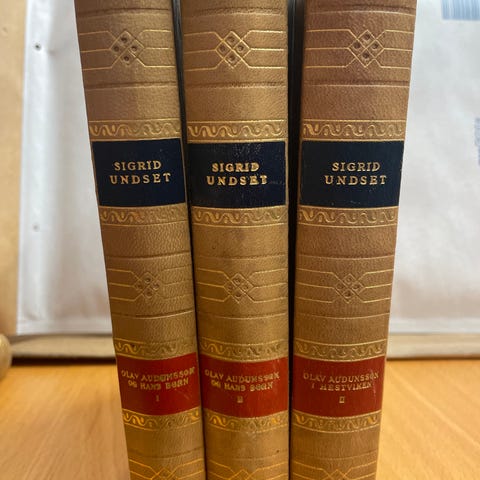 SIGRID
UNDSET
OLAV AUDUNSSØN
OG HANS BØRN
I
SIGRID
UNDSET
OLAV AUDUNSSØN
OG HANS BØRN
II
SIGRID
UNDSET
OLAV AUDUNSSØN
I HESTVIKEN
II